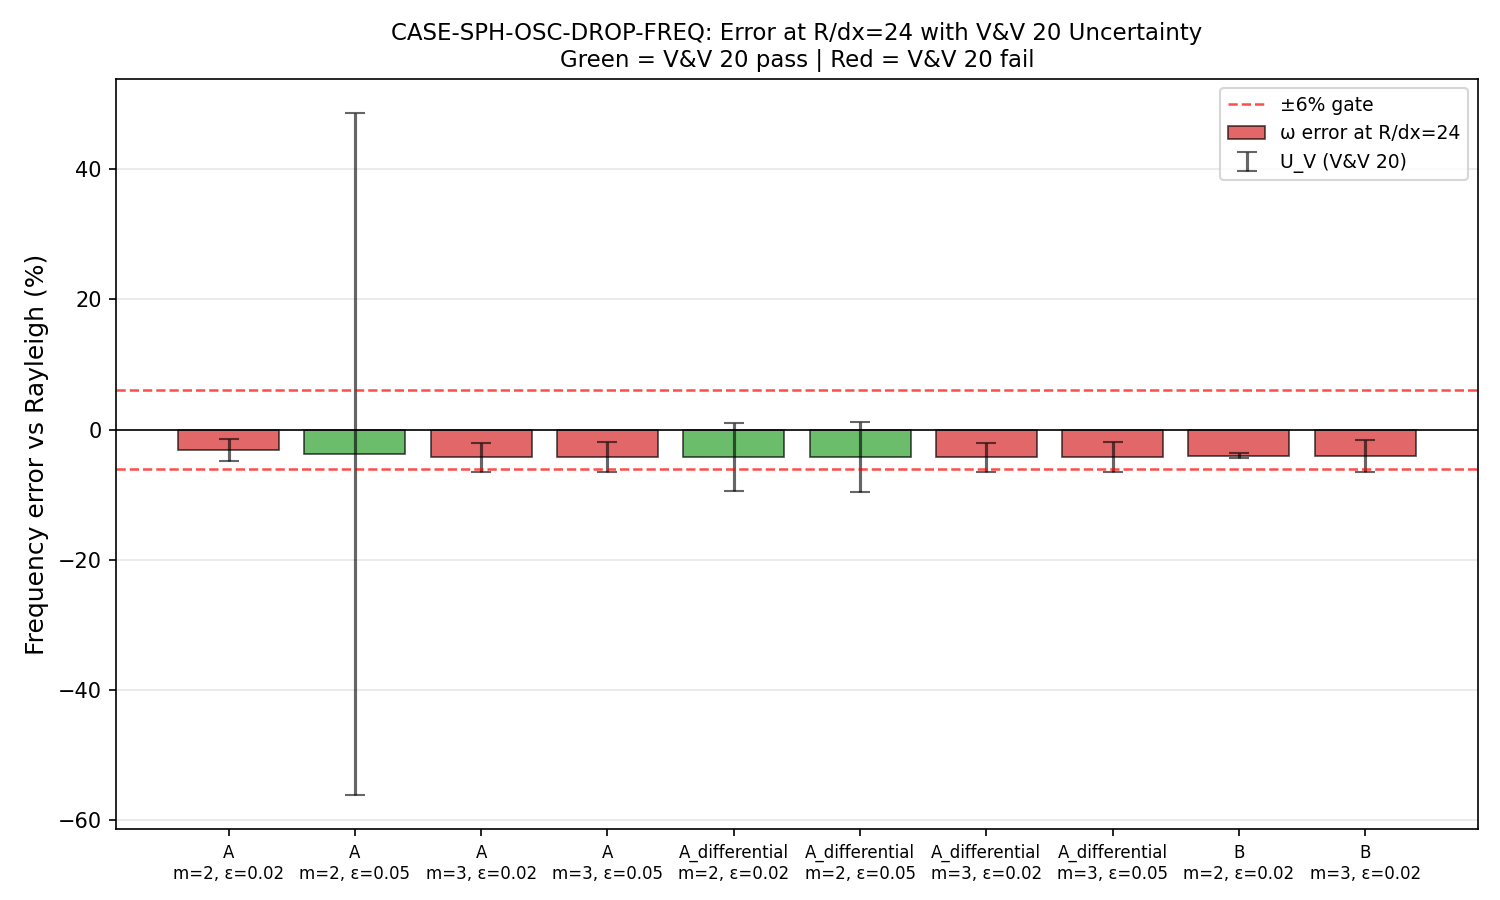 CASE-SPH-OSC-DROP-FREQ: Error at R/dx=24 with V&V 20 Uncertainty
Green = V&V 20 pass | Red = V&V 20 fail
±6% gate
ω error at R/dx=24
U_V (V&V 20)
Frequency error vs Rayleigh (%)
40
20
0
−20
−40
−60
A
m=2, ε=0.02
A
m=2, ε=0.05
A
m=3, ε=0.02
A
m=3, ε=0.05
A_differential
m=2, ε=0.02
A_differential
m=2, ε=0.05
A_differential
m=3, ε=0.02
A_differential
m=3, ε=0.05
B
m=2, ε=0.02
B
m=3, ε=0.02